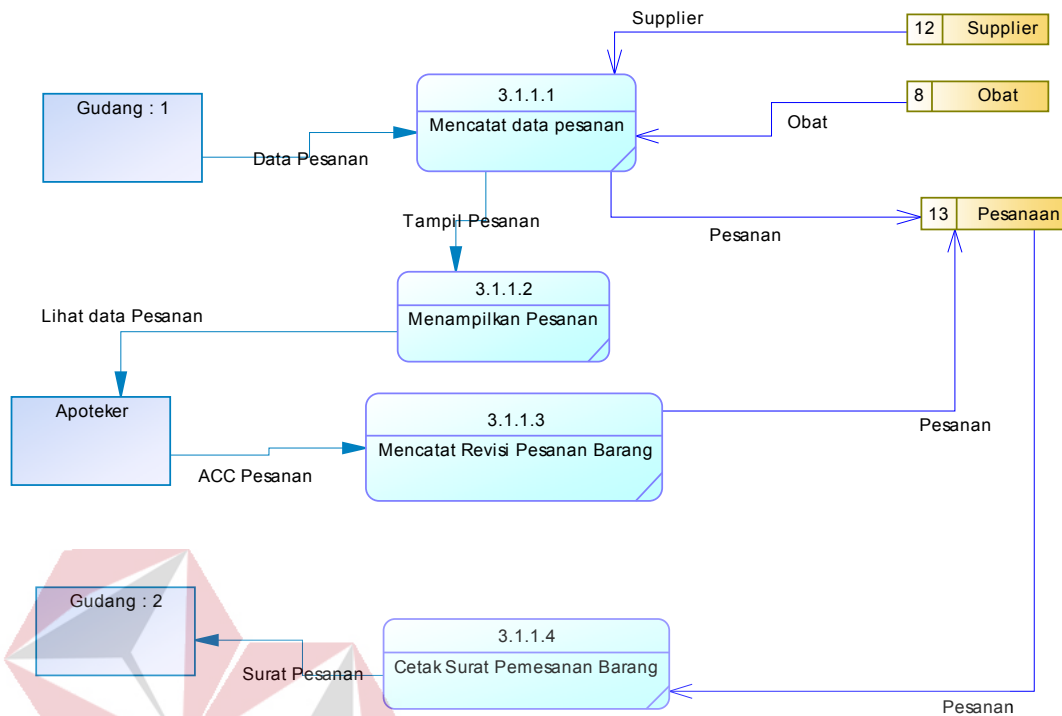 Supplier
12 Supplier
3.1.1.1
Mencatat data pesanan
Gudang : 1
8 Obat
Obat
Data Pesanan
Tampil Pesanan
Pesanan
13 Pesanaan
3.1.1.2
Menampilkan Pesanan
Lihat data Pesanan
Apoteker
3.1.1.3
Mencatat Revisi Pesanan Barang
Pesanan
ACC Pesanan
Gudang : 2
3.1.1.4
Cetak Surat Pemesanan Barang
Surat Pesanan
Pesanan